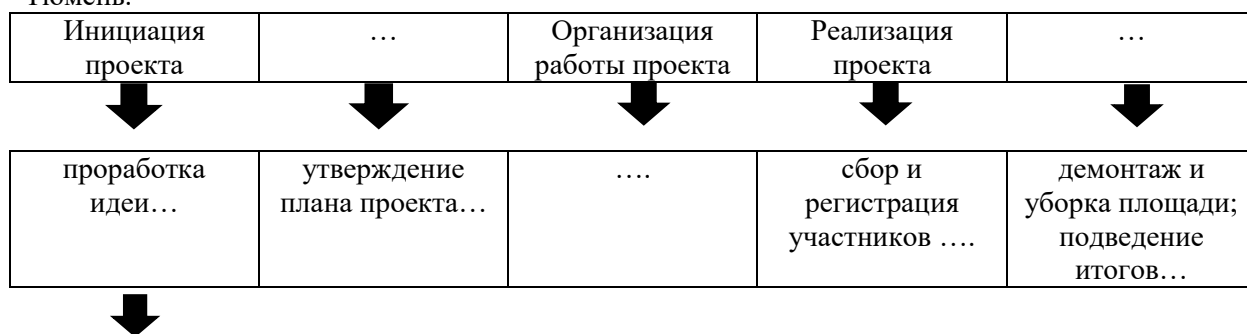 Тюмень.
Инициация
проекта
…
Организация
работы проекта
Реализация
проекта
…
проработка
идеи…
утверждение
плана проекта…
….
сбор и
регистрация
участников ….
демонтаж и
уборка площади;
подведение
итогов…